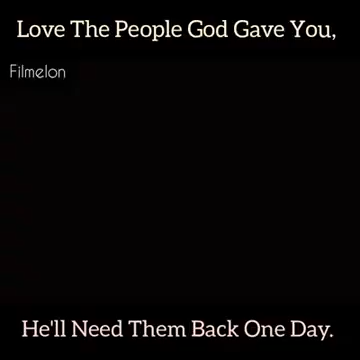 Love The People God Gave You,
Filmelon
He'll Need Them Back One Day.